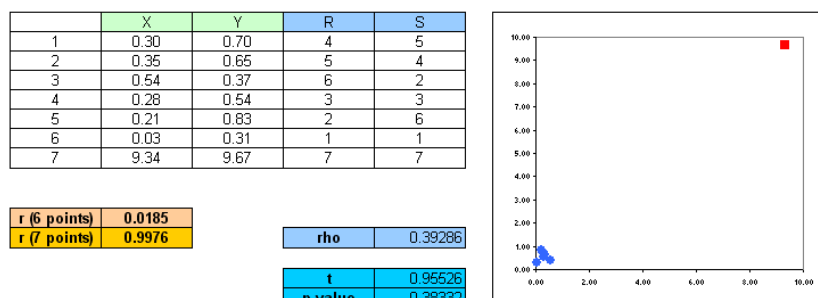 X Y R S
1 0.30 0.70 4 5
2 0.35 0.65 5 4
3 0.54 0.37 6 2
4 0.28 0.54 3 3
5 0.21 0.83 2 6
6 0.03 0.31 1 1
7 9.34 9.67 7 7
r (6 points) 0.0185
r (7 points) 0.9976
rho 0.39286
t 0.95526
p value 0.38332
10.00
9.00
8.00
7.00
6.00
5.00
4.00
3.00
2.00
1.00
0.00
0.00 2.00 4.00 6.00 8.00 10.00